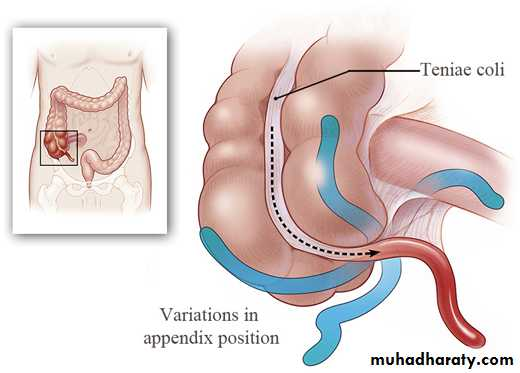 Teniae coli
Variations in
appendix position
muhadharaty.com